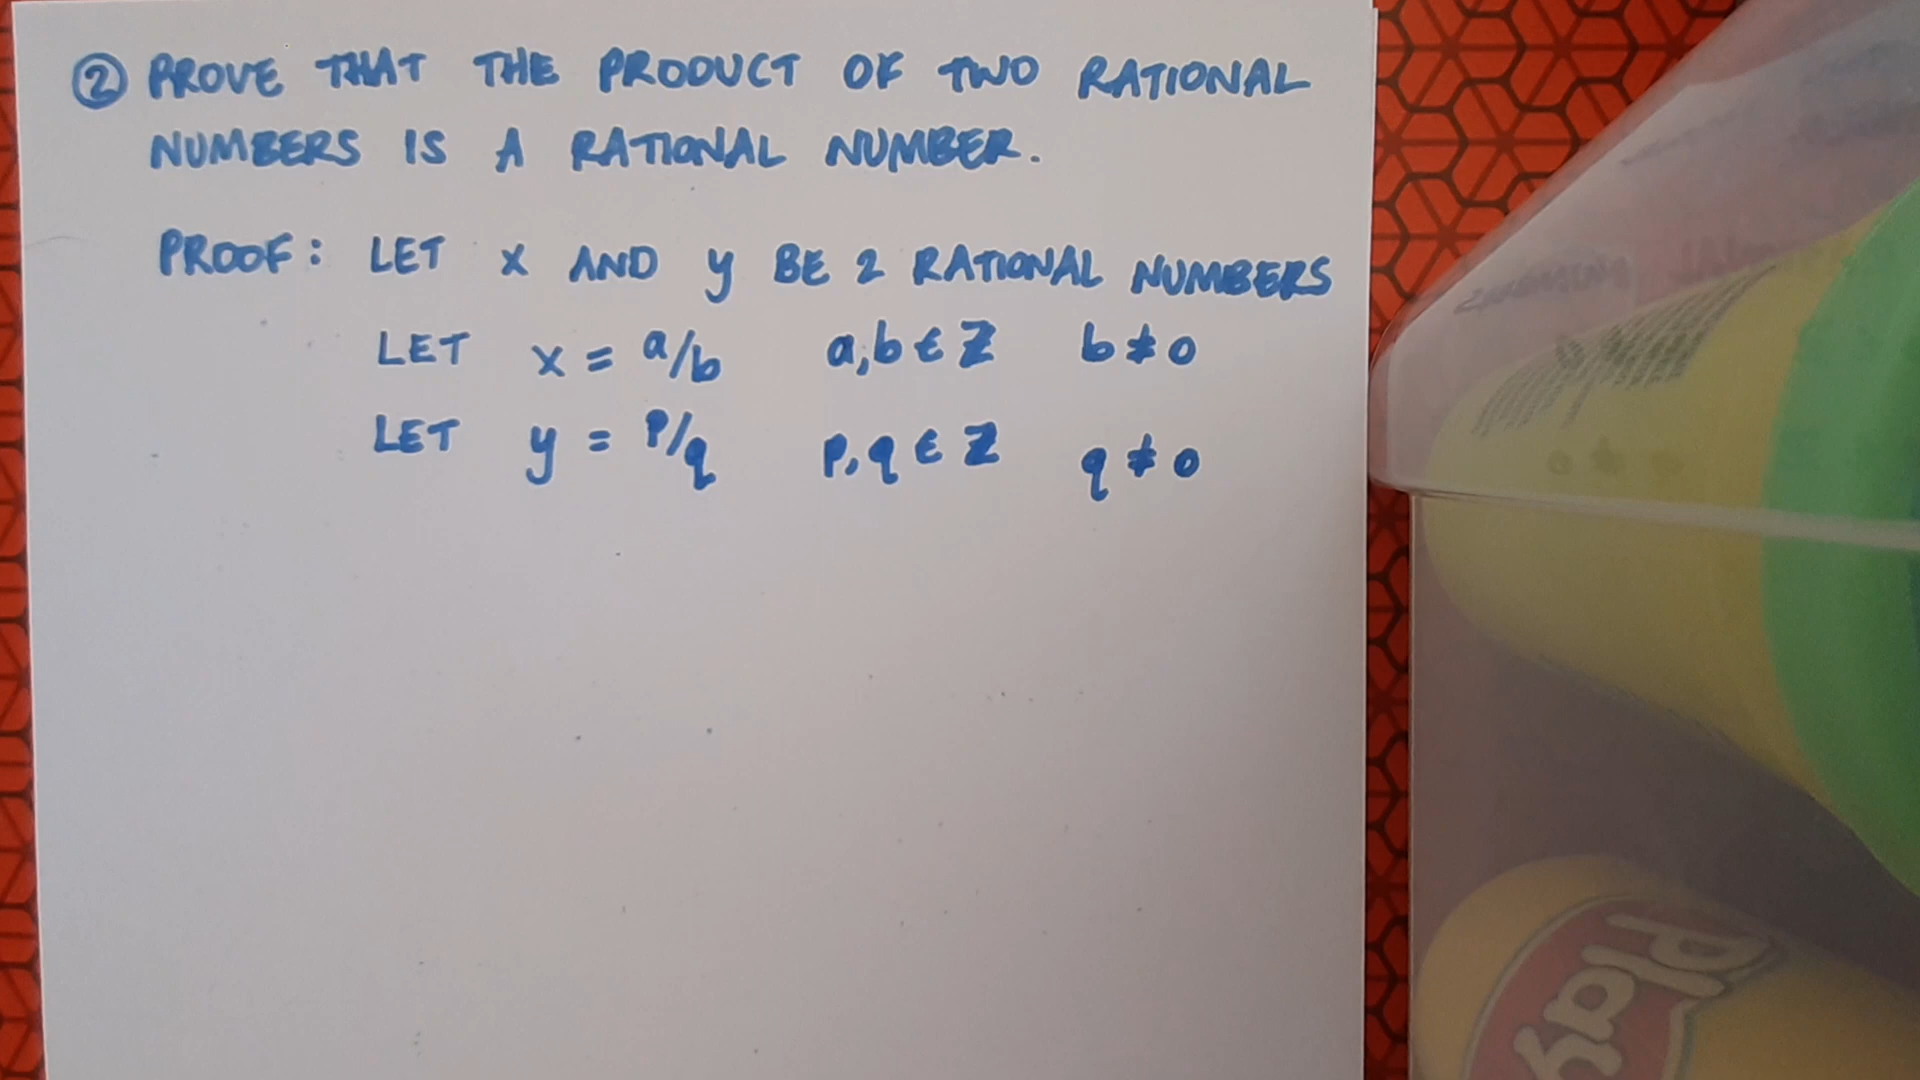 ② PROVE THAT THE PRODUCT OF TWO RATIONAL
NUMBERS IS A RATIONAL NUMBER.
PROOF: LET x AND y BE 2 RATIONAL NUMBERS
LET x = a/b a,b ∈ Z b ≠ 0
LET y = p/q p,q ∈ Z q ≠ 0
Play